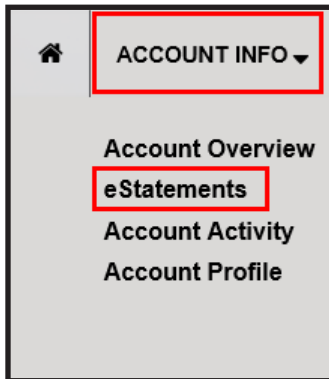 ACCOUNT INFO
Account Overview
eStatements
Account Activity
Account Profile